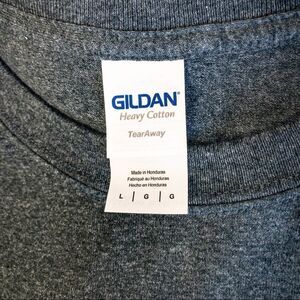 GILDAN®
Heavy Cotton
TearAway
Made in Honduras
Fabriqué au Honduras
Hecho en Honduras
L | G | G